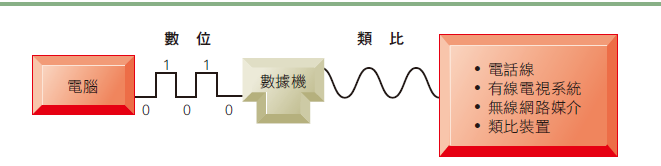 數 位
類 比
1 1
電腦
0 0 0
數據機
• 電話線
• 有線電視系統
• 無線網路媒介
• 類比裝置